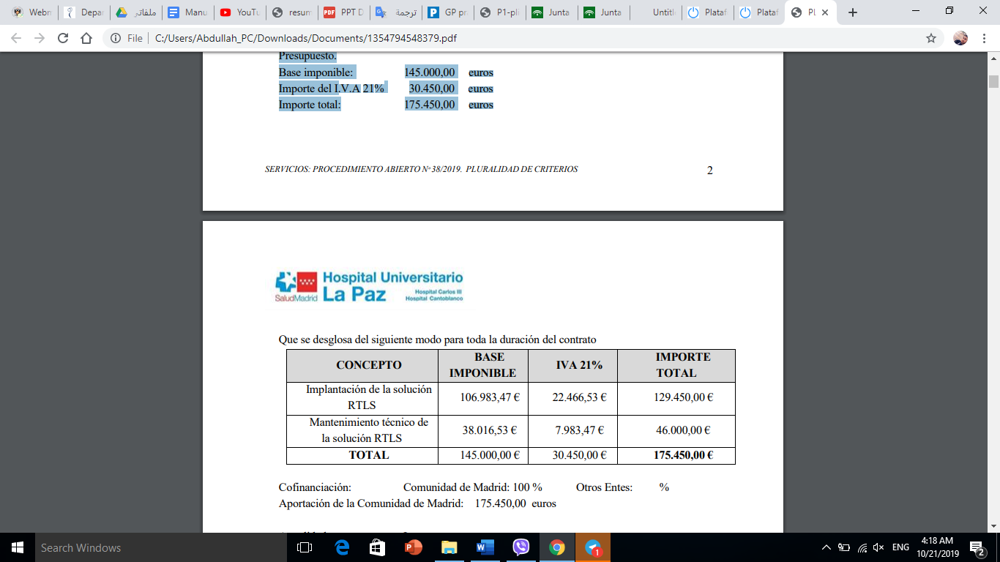 Webm
Depar
ملفاتر
Manu
YouTu
resum
PPT D
ترجمة
GP pr
P1-pli
Junta
Junta
Untitl
Plataf
Plataf
PL
File
C:/Users/Abdullah_PC/Downloads/Documents/1354794548379.pdf
Presupuesto.
Base imponible: 145.000,00 euros
Importe del I.V.A 21% 30.450,00 euros
Importe total: 175.450,00 euros
SERVICIOS: PROCEDIMIENTO ABIERTO Nº 38/2019. PLURALIDAD DE CRITERIOS 2
SaludMadrid
Hospital Universitario
La Paz
Hospital Carlos III
Hospital Cantoblanco
Que se desglosa del siguiente modo para toda la duración del contrato
CONCEPTO BASE IMPONIBLE IVA 21% IMPORTE TOTAL
Implantación de la solución RTLS 106.983,47 € 22.466,53 € 129.450,00 €
Mantenimiento técnico de la solución RTLS 38.016,53 € 7.983,47 € 46.000,00 €
TOTAL 145.000,00 € 30.450,00 € 175.450,00 €
Cofinanciación: Comunidad de Madrid: 100 % Otros Entes: %
Aportación de la Comunidad de Madrid: 175.450,00 euros
Search Windows
1
ENG
4:18 AM
10/21/2019
2